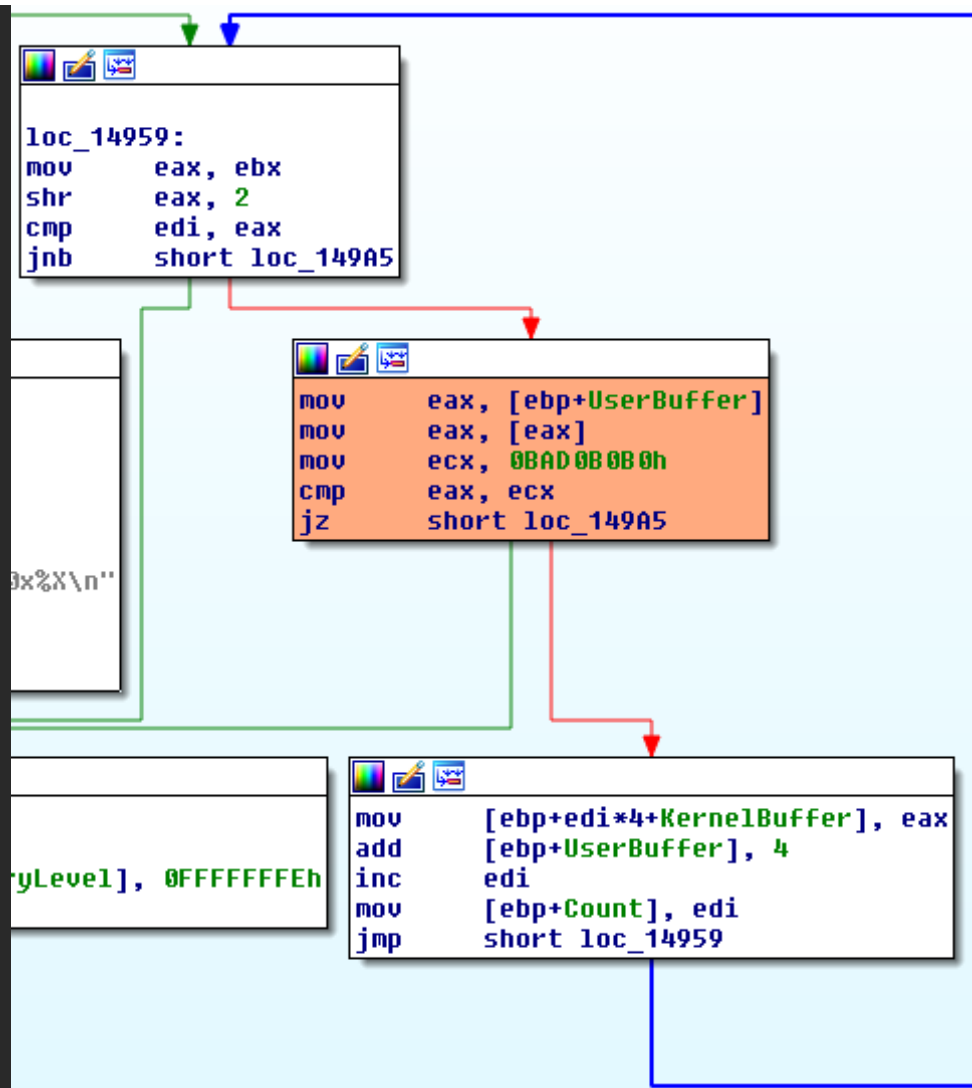 loc_14959:
mov eax, ebx
shr eax, 2
cmp edi, eax
jnb short loc_149A5
mov eax, [ebp+UserBuffer]
mov eax, [eax]
mov ecx, 0BAD0B0B0h
cmp eax, ecx
jz short loc_149A5
0x%X\n"
mov [ebp+edi*4+KernelBuffer], eax
add [ebp+UserBuffer], 4
inc edi
mov [ebp+Count], edi
jmp short loc_14959
yLevel], 0FFFFFFFEh